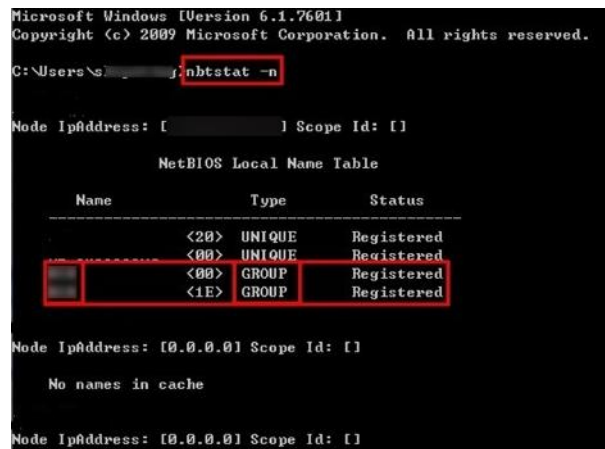 Microsoft Windows [Version 6.1.7601]
Copyright (c) 2009 Microsoft Corporation. All rights reserved.
C:\Users\s nbtstat -n
Node IpAddress: [ ] Scope Id: []
NetBIOS Local Name Table
Name Type Status
<20> UNIQUE Registered
<00> UNIQUE Registered
<00> GROUP Registered
<1E> GROUP Registered
Node IpAddress: [0.0.0.0] Scope Id: []
No names in cache
Node IpAddress: [0.0.0.0] Scope Id: []